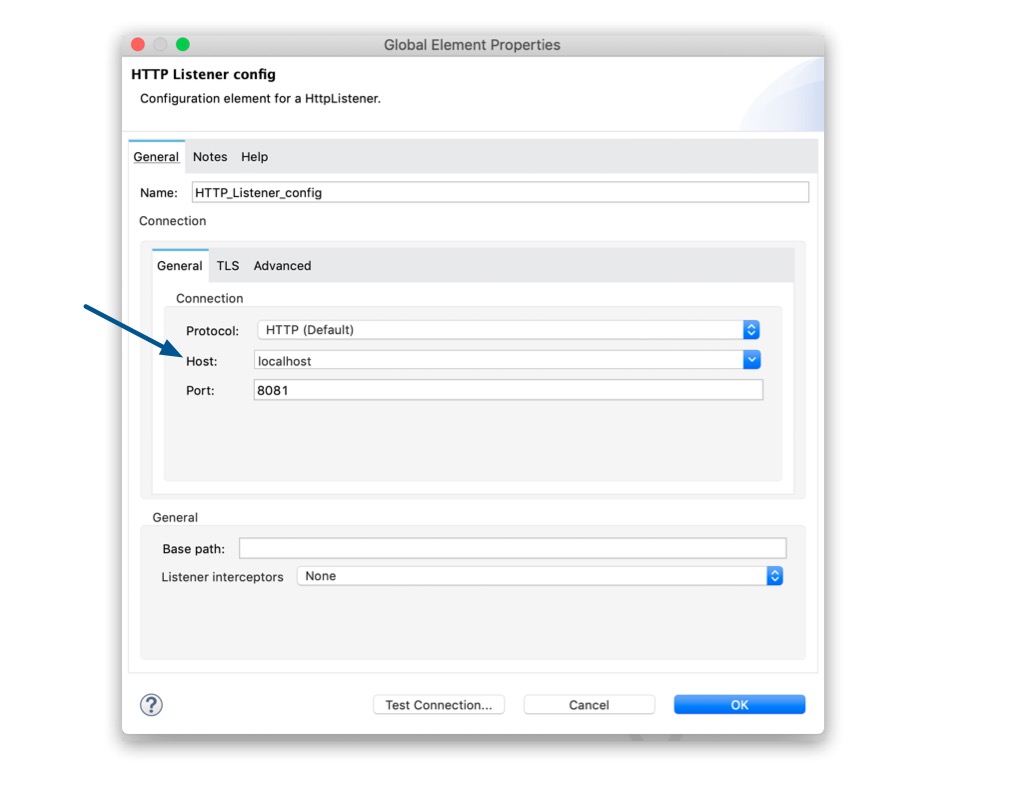 Global Element Properties
HTTP Listener config
Configuration element for a HttpListener.
General Notes Help
Name: HTTP_Listener_config
Connection
General TLS Advanced
Connection
Protocol: HTTP (Default)
Host: localhost
Port: 8081
General
Base path:
Listener interceptors None
? Test Connection... Cancel OK